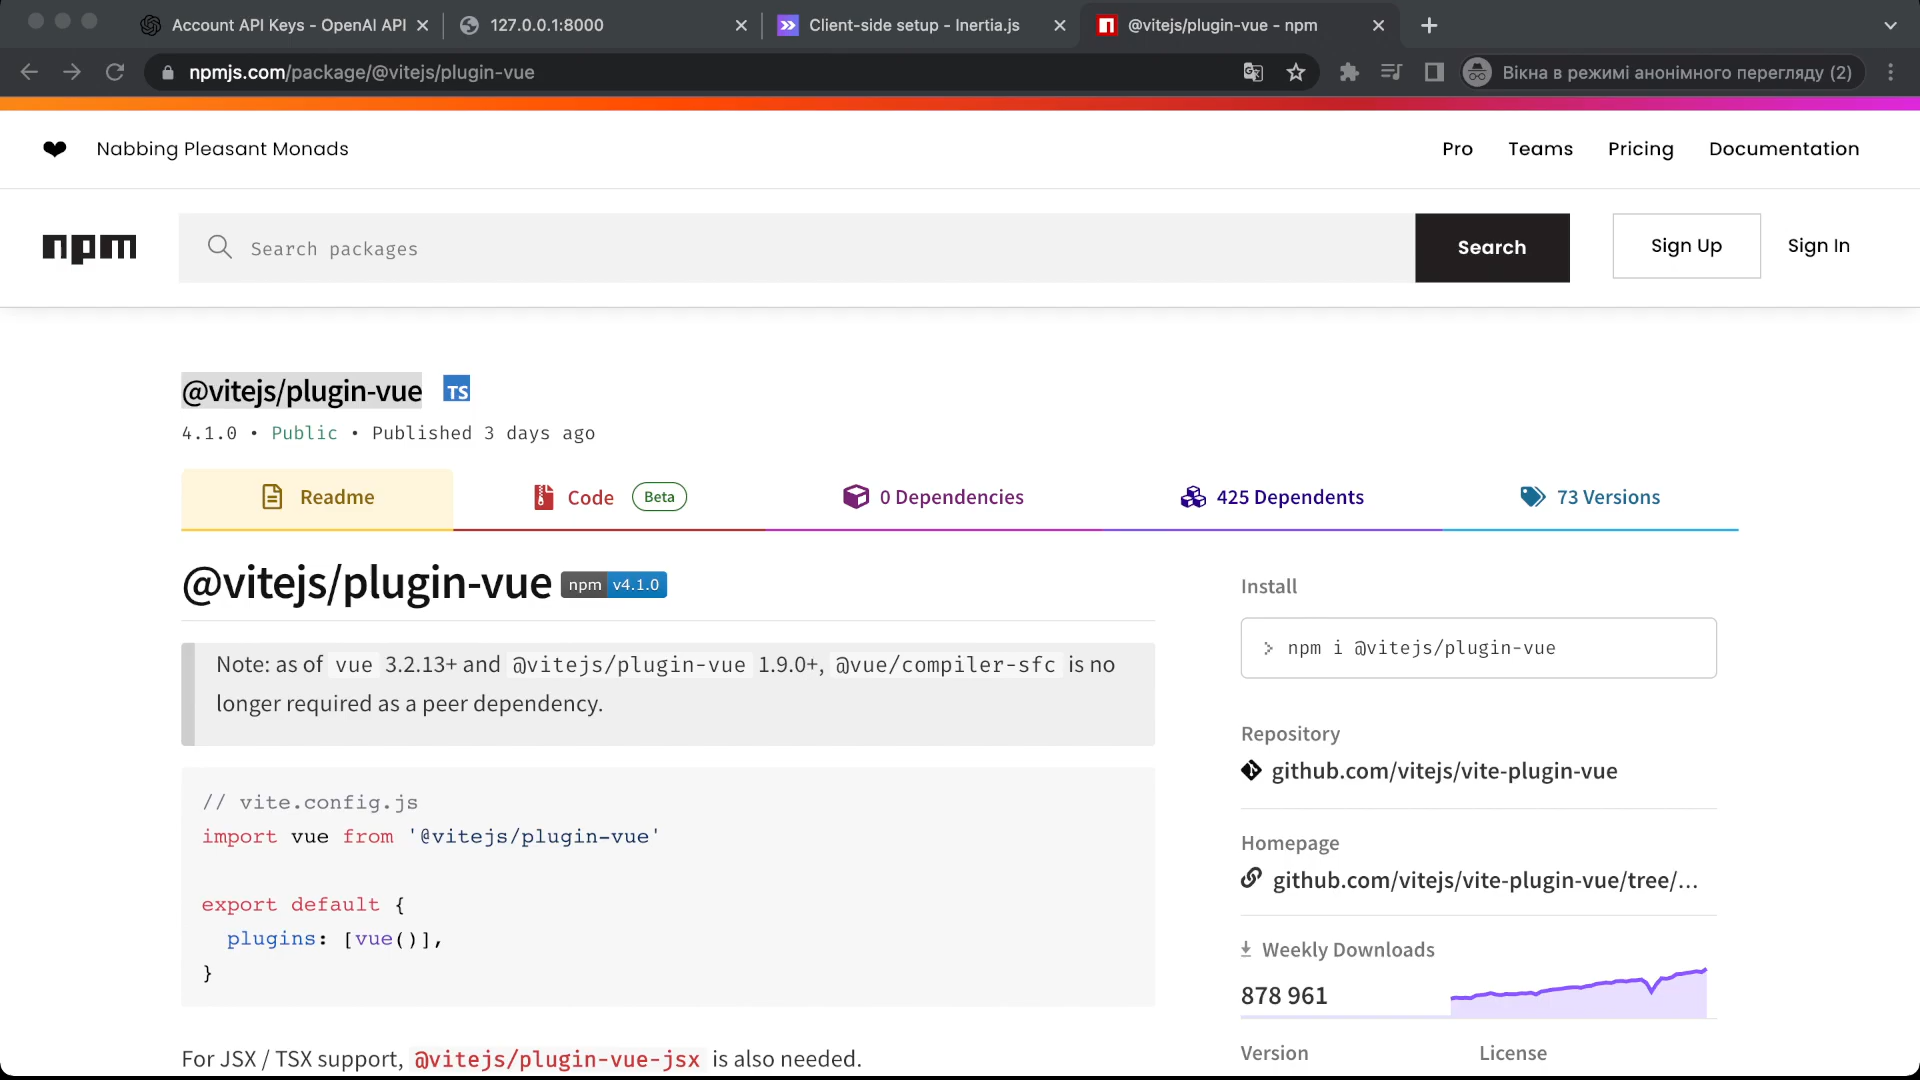 Account API Keys - OpenAI API
127.0.0.1:8000
Client-side setup - Inertia.js
@vitejs/plugin-vue - npm
npmjs.com/package/@vitejs/plugin-vue
Вікна в режимі анонімного перегляду (2)
❤ Nabbing Pleasant Monads
Pro Teams Pricing Documentation
npm
Search packages
Search
Sign Up
Sign In
@vitejs/plugin-vue TS
4.1.0 • Public • Published 3 days ago
Readme
Code Beta
0 Dependencies
425 Dependents
73 Versions
@vitejs/plugin-vue npm v4.1.0
Note: as of vue 3.2.13+ and @vitejs/plugin-vue 1.9.0+, @vue/compiler-sfc is no
longer required as a peer dependency.
// vite.config.js
import vue from '@vitejs/plugin-vue'
export default {
  plugins: [vue()],
}
For JSX / TSX support, @vitejs/plugin-vue-jsx is also needed.
Install
> npm i @vitejs/plugin-vue
Repository
github.com/vitejs/vite-plugin-vue
Homepage
github.com/vitejs/vite-plugin-vue/tree/...
Weekly Downloads
878 961
Version
License